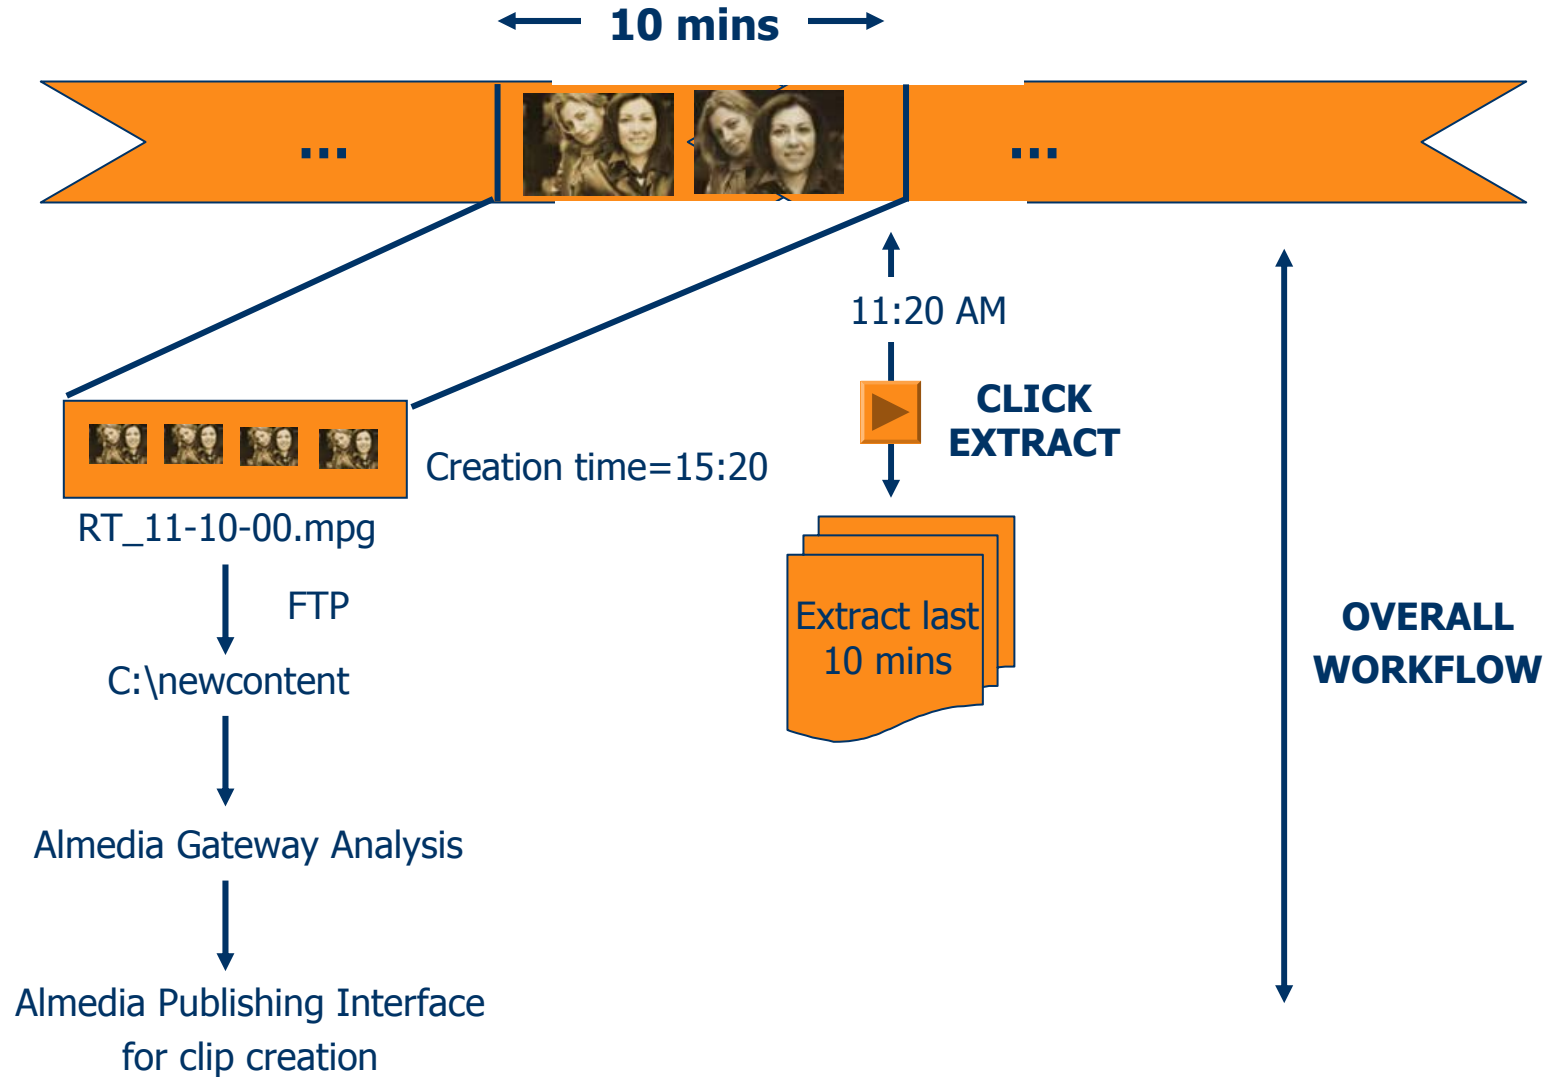 10 mins
...
...
11:20 AM
CLICK
EXTRACT
Creation time=15:20
RT_11-10-00.mpg
FTP
C:\newcontent
Extract last
10 mins
OVERALL
WORKFLOW
Almedia Gateway Analysis
Almedia Publishing Interface
for clip creation